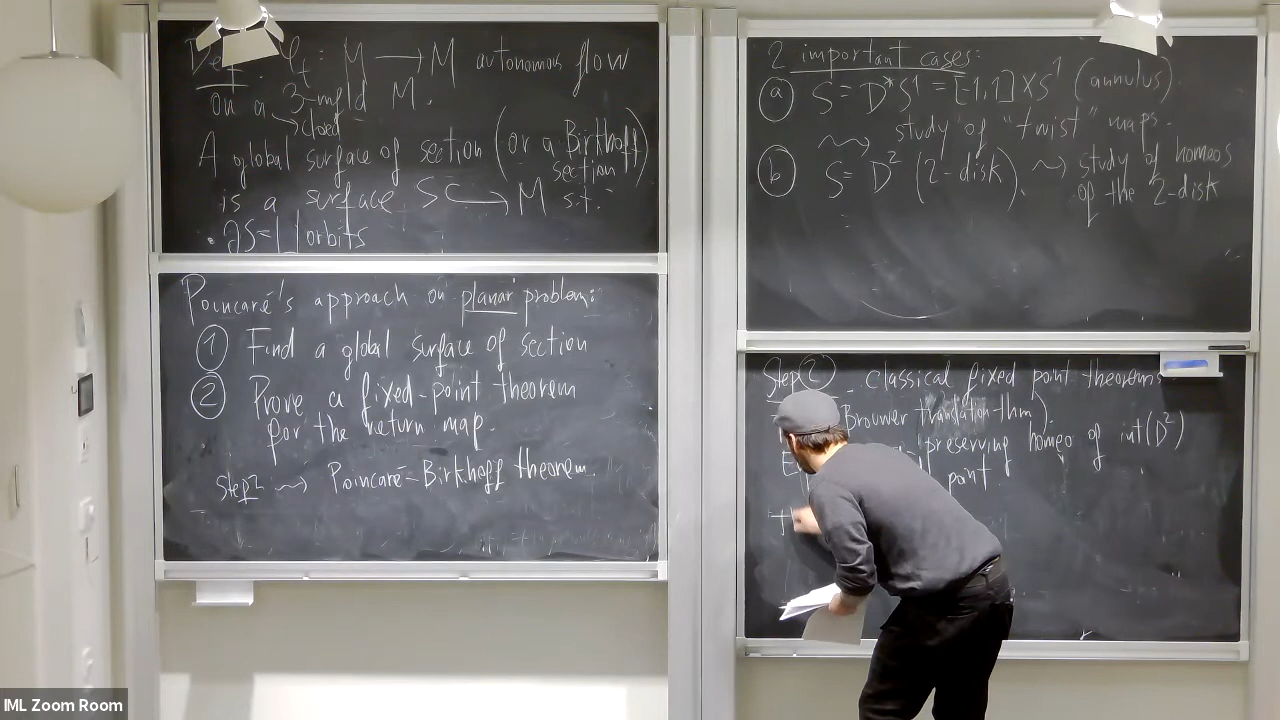 Def. φ_t: M → M autonomous flow
on a 3-mfld M.
→closed
A global surface of section (or a Birkhoff section)
is a surface S ↪ M s.t.
• ∂S = ⊔ orbits
Poincaré's approach on planar problem:
① Find a global surface of section
② Prove a fixed-point theorem
for the return map.
Step2 ⇝ Poincaré-Birkhoff theorem.
2 important cases:
ⓐ S = D*S¹ = [-1,1] × S¹ (annulus).
⇝ study of "twist" maps.
ⓑ S = D² (2-disk). ⇝ study of homeos
of the 2-disk
Step ② - classical fixed point theorems
Brouwer translation thm).
-preserving homeo of int(D²)
point
IML Zoom Room